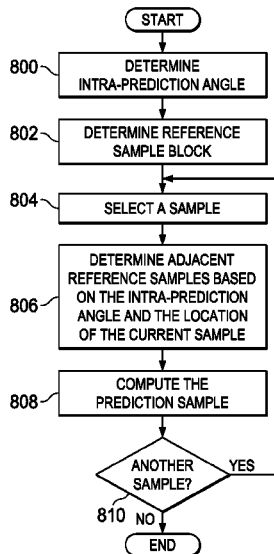 START
800
DETERMINE
INTRA-PREDICTION ANGLE
802
DETERMINE REFERENCE
SAMPLE BLOCK
804
SELECT A SAMPLE
806
DETERMINE ADJACENT
REFERENCE SAMPLES BASED
ON THE INTRA-PREDICTION
ANGLE AND THE LOCATION
OF THE CURRENT SAMPLE
808
COMPUTE THE
PREDICTION SAMPLE
ANOTHER
SAMPLE?
YES
810
NO
END